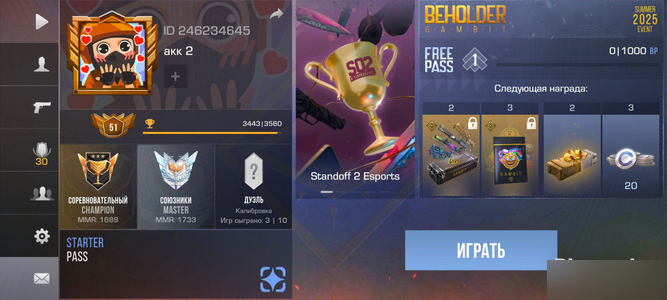 ID 246234645
акк 2
51
3443|3560
30
СОРЕВНОВАТЕЛЬНЫЙ
CHAMPION
MMR: 1689
СОЮЗНИКИ
MASTER
MMR: 1733
?
ДУЭЛЬ
Калибровка
Игр сыграно: 3 | 10
STARTER
PASS
SO2
Standoff 2 Esports
BEHOLDER
GAMBIT
SUMMER
2025
EVENT
FREE
PASS
1
0|1000 BP
Следующая награда:
2
3
2
3
GAMBIT
20
ИГРАТЬ